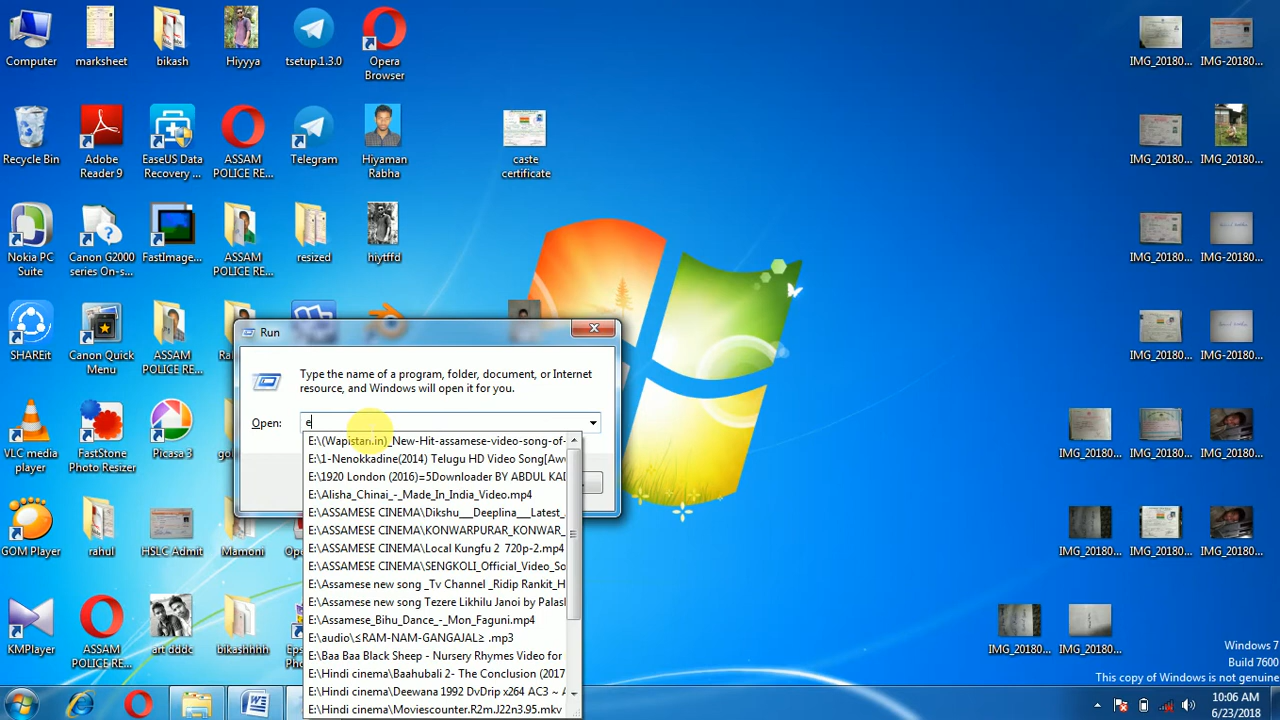 Computer
marksheet
bikash
Hiyyya
tsetup.1.3.0
Opera
Browser
IMG_20180...
IMG-2018...
Recycle Bin
Adobe
Reader 9
EaseUS Data
Recovery ...
ASSAM
POLICE RE...
Telegram
Hiyaman
Rabha
caste
certificate
IMG_20180...
IMG_20180...
Nokia PC
Suite
Canon G2000
series On-s...
FastImage...
ASSAM
POLICE RE...
resized
hiytffd
IMG_20180...
IMG_20180...
SHAREit
Canon Quick
Menu
ASSAM
POLICE RE...
IMG_20180...
IMG_20180...
Run
Type the name of a program, folder, document, or Internet
resource, and Windows will open it for you.
Open:
e
E:\(Wapistan.in)_New-Hit-assamese-video-song-of-
E:\1-Nenokkadine(2014) Telugu HD Video Song[Aw
E:\1920 London (2016)=5Downloader BY ABDUL KAD
E:\Alisha_Chinai_-_Made_In_India_Video.mp4
E:\ASSAMESE CINEMA\Dikshu___Deeplina___Latest_
E:\ASSAMESE CINEMA\KONWARPURAR_KONWAR_
E:\ASSAMESE CINEMA\Local Kungfu 2 720p-2.mp4
E:\ASSAMESE CINEMA\SENGKOLI_Official_Video_So
E:\Assamese new song _Tv Channel _Ridip Rankit_H
E:\Assamese new song Tezere Likhilu Janoi by Palash
E:\Assamese_Bihu_Dance_-_Mon_Faguni.mp4
E:\audio\≤RAM-NAM-GANGAJAL≥ .mp3
E:\Baa Baa Black Sheep - Nursery Rhymes Video for
E:\Hindi cinema\Baahubali 2- The Conclusion (2017
E:\Hindi cinema\Deewana 1992 DvDrip x264 AC3 ~ A
E:\Hindi cinema\Moviescounter.R2m.J22n3.95.mkv
VLC media
player
FastStone
Photo Resizer
Picasa 3
IMG_20180...
IMG_20180...
IMG_20180...
GOM Player
rahul
HSLC Admit
Mamoni
IMG_20180...
IMG_20180...
IMG_20180...
KMPlayer
ASSAM
POLICE RE...
art dddc
bikashhhh
IMG_20180...
IMG_20180...
Windows 7
Build 7600
This copy of Windows is not genuine
10:06 AM
6/23/2018